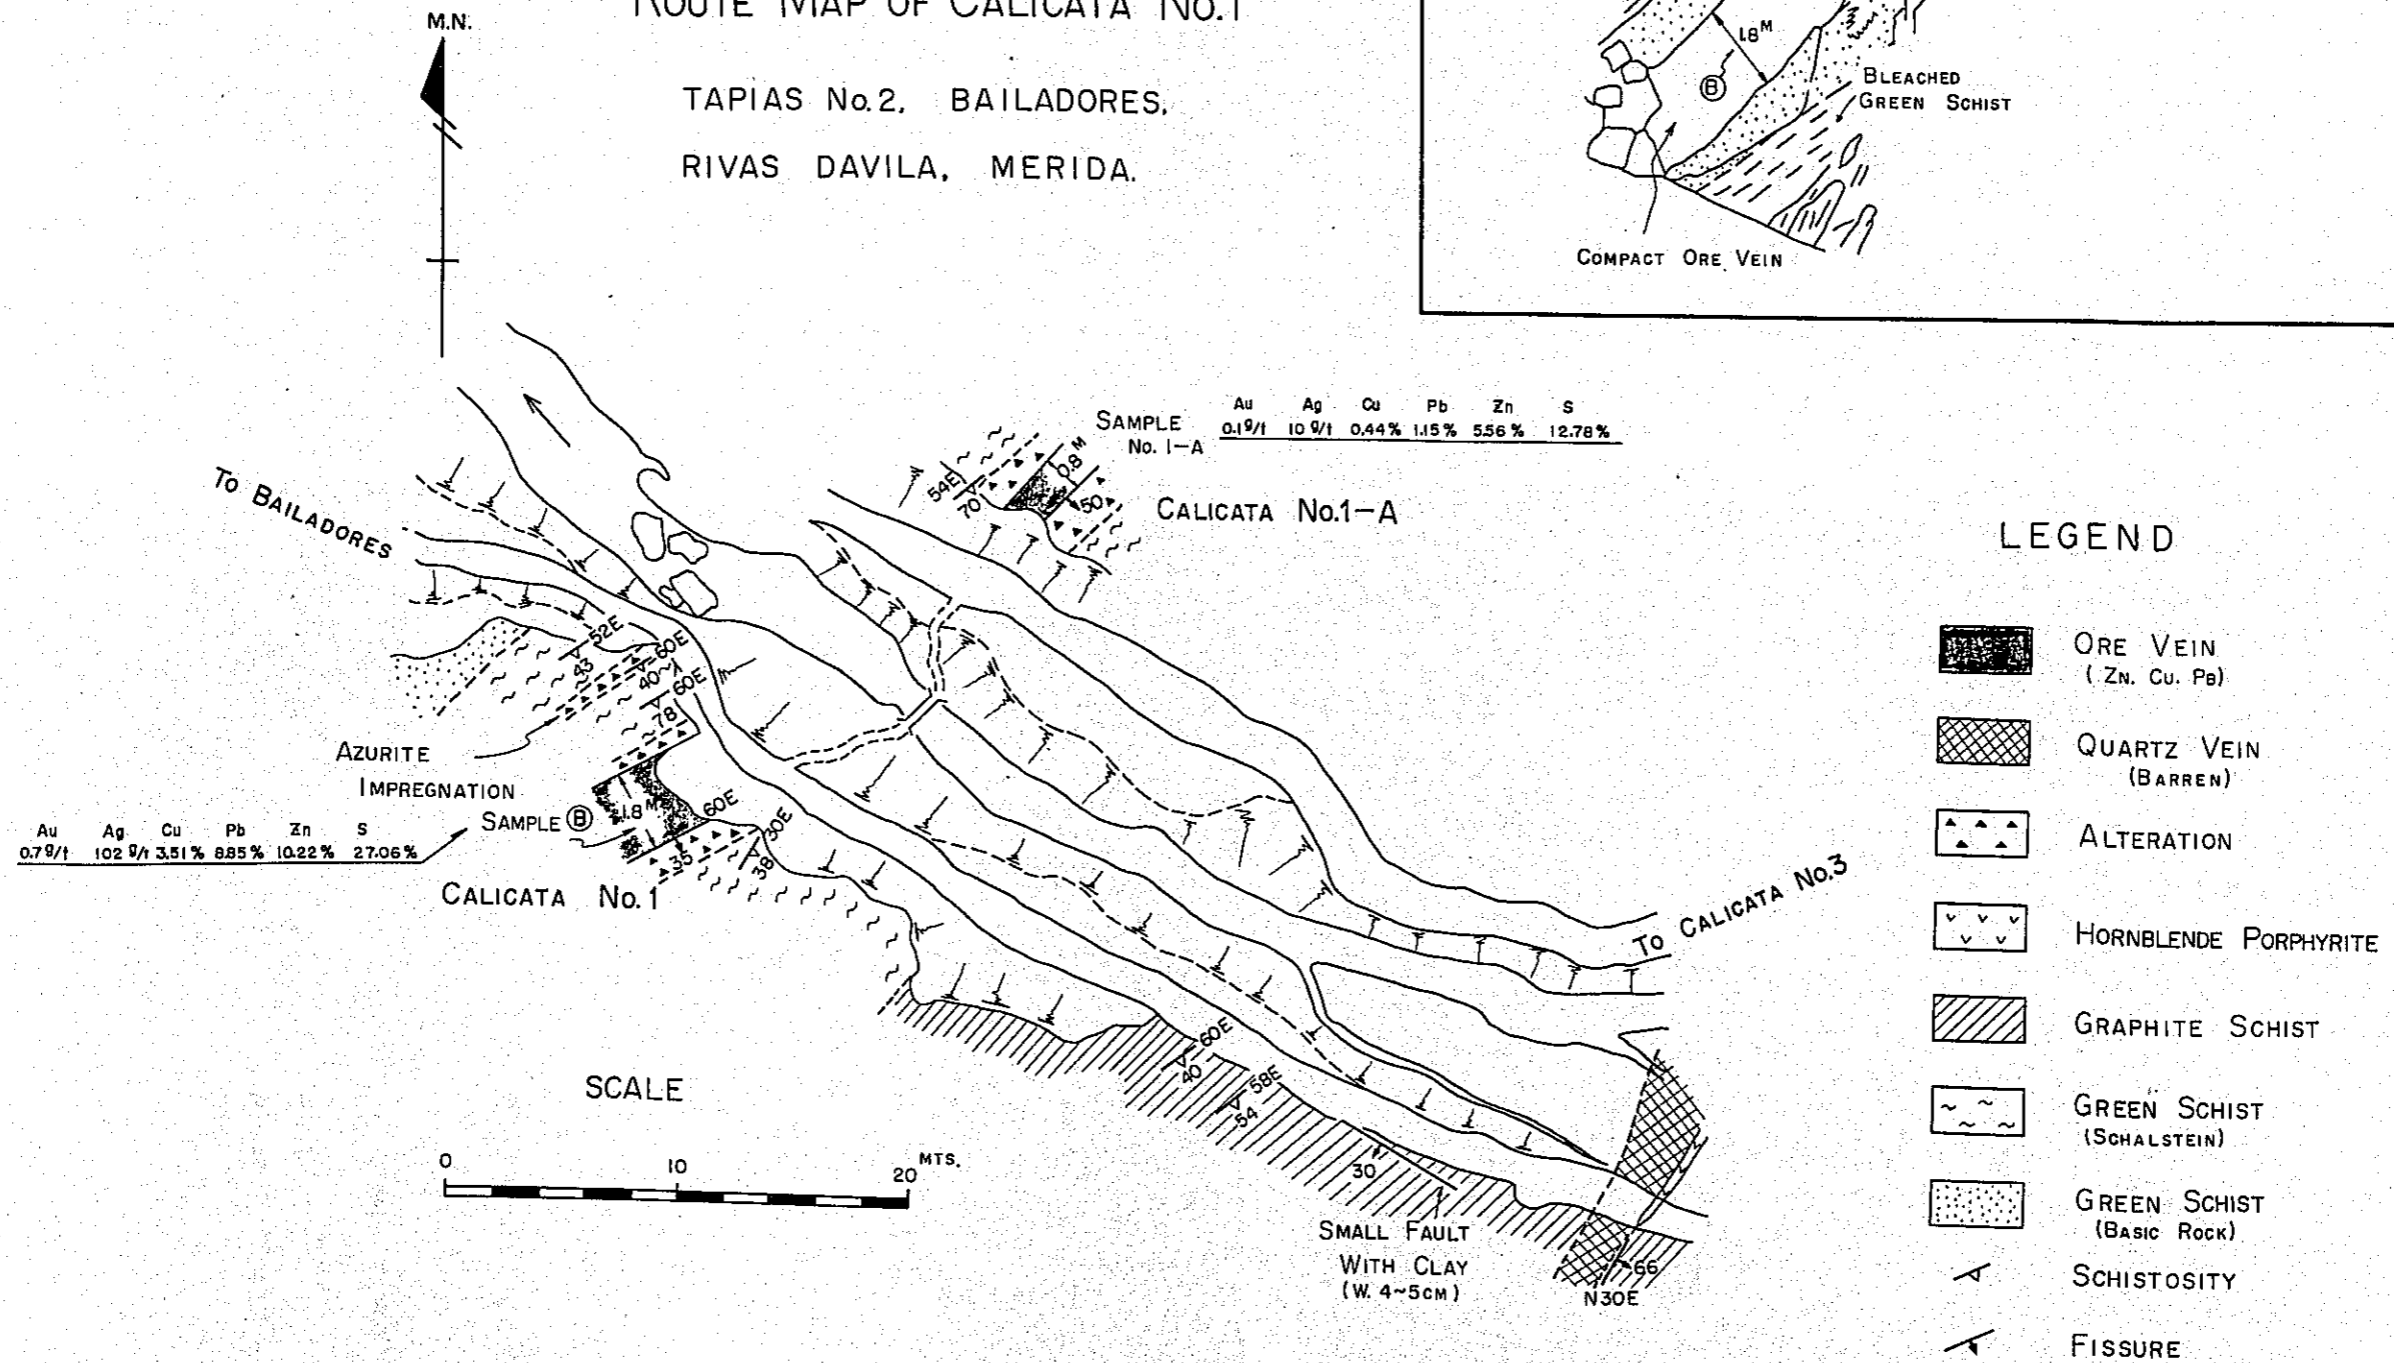 ROUTE MAP OF CALICATA No.1
M.N.
TAPIAS No.2, BAILADORES,
RIVAS DAVILA, MERIDA.
1.8M
B
BLEACHED
GREEN SCHIST
COMPACT ORE VEIN
SAMPLE
No. 1-A
Au Ag Cu Pb Zn S
0.1g/t 10 g/t 0.44% 1.15% 5.56% 12.78%
0.8M
54E
70
50
CALICATA No.1-A
To BAILADORES
52E
43
60E
40~
60E
78
AZURITE
IMPREGNATION
SAMPLE B
1.8M
60E
30E
35
38
Au Ag Cu Pb Zn S
0.7g/t 102 g/t 3.51% 8.85% 10.22% 27.06%
CALICATA No.1
To CALICATA No.3
60E
40
58E
54
30
SMALL FAULT
WITH CLAY
(W. 4~5CM)
66
N30E
SCALE
0 10 20 MTS.
LEGEND
ORE VEIN
(ZN. CU. PB)
QUARTZ VEIN
(BARREN)
ALTERATION
HORNBLENDE PORPHYRITE
GRAPHITE SCHIST
GREEN SCHIST
(SCHALSTEIN)
GREEN SCHIST
(BASIC ROCK)
SCHISTOSITY
FISSURE